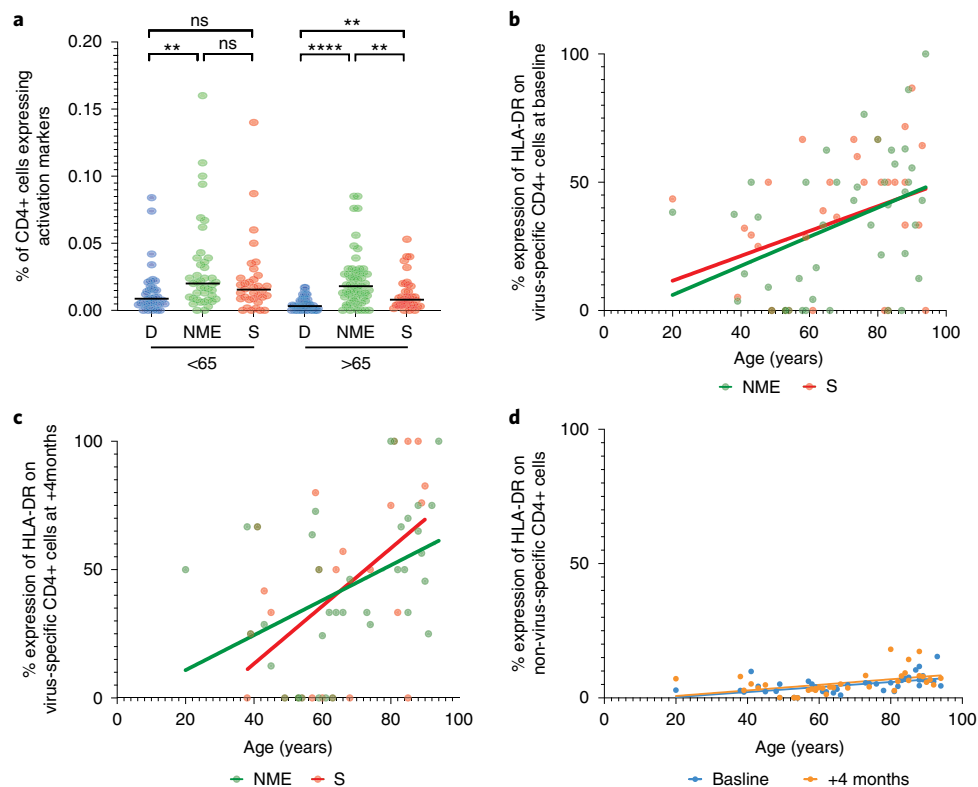 a
ns
**
**
ns
****
**
0.20
0.15
0.10
0.05
0.00
% of CD4+ cells expressing
activation markers
D NME S D NME S
<65 >65
b
100
50
0
% expression of HLA-DR on
virus-specific CD4+ cells at baseline
0 20 40 60 80 100
Age (years)
NME S
c
100
50
0
% expression of HLA-DR on
virus-specific CD4+ cells at +4months
0 20 40 60 80 100
Age (years)
NME S
d
100
50
0
% expression of HLA-DR on
non-virus-specific CD4+ cells
0 20 40 60 80 100
Age (years)
Basline +4 months